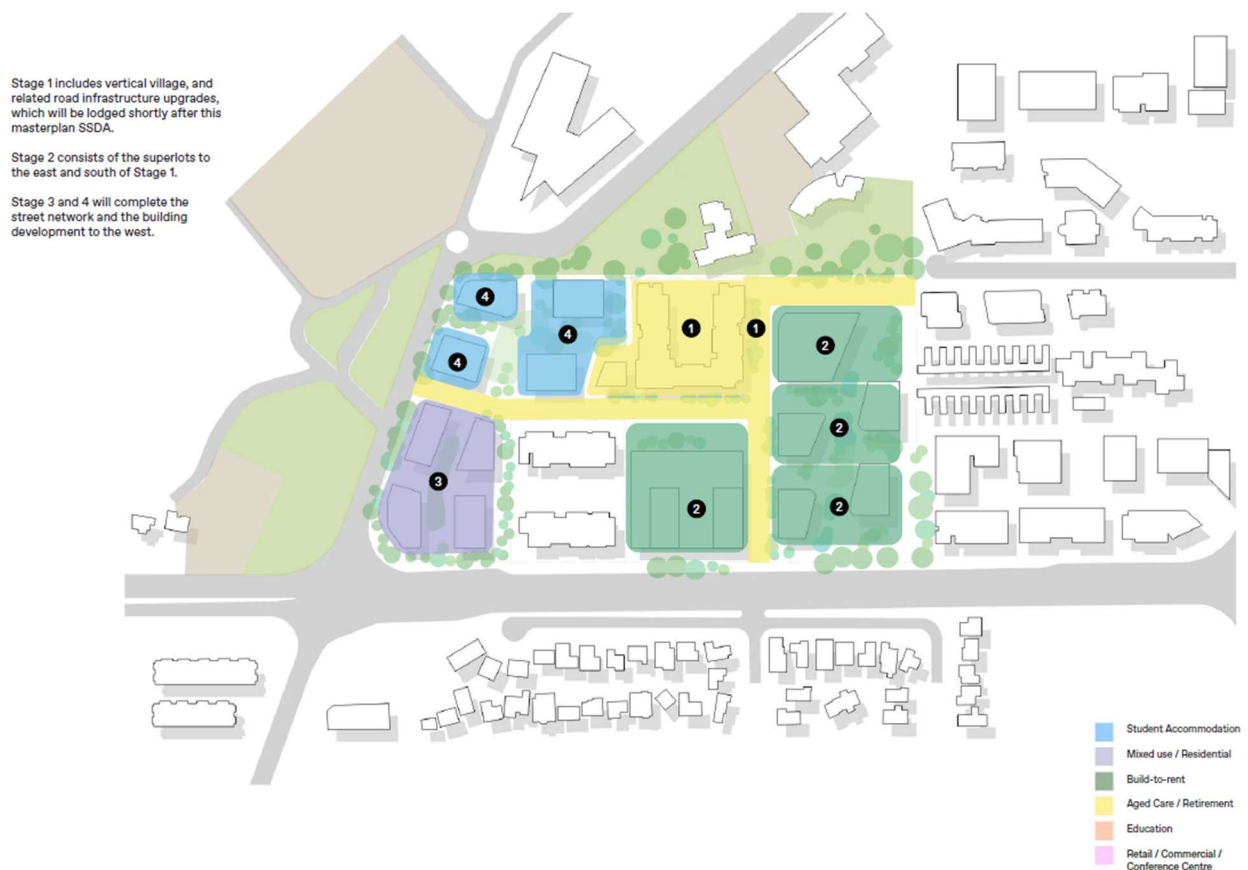 Stage 1 includes vertical village, and
related road infrastructure upgrades,
which will be lodged shortly after this
masterplan SSDA.
Stage 2 consists of the superlots to
the east and south of Stage 1.
Stage 3 and 4 will complete the
street network and the building
development to the west.
4
4
1
1
2
4
2
3
2
2
Student Accommodation
Mixed use / Residential
Build-to-rent
Aged Care / Retirement
Education
Retail / Commercial /
Conference Centre